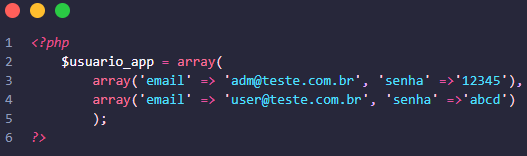 1 <?php
2     $usuario_app = array(
3         array('email' => 'adm@teste.com.br', 'senha' =>'12345'),
4         array('email' => 'user@teste.com.br', 'senha' =>'abcd')
5         );
6 ?>